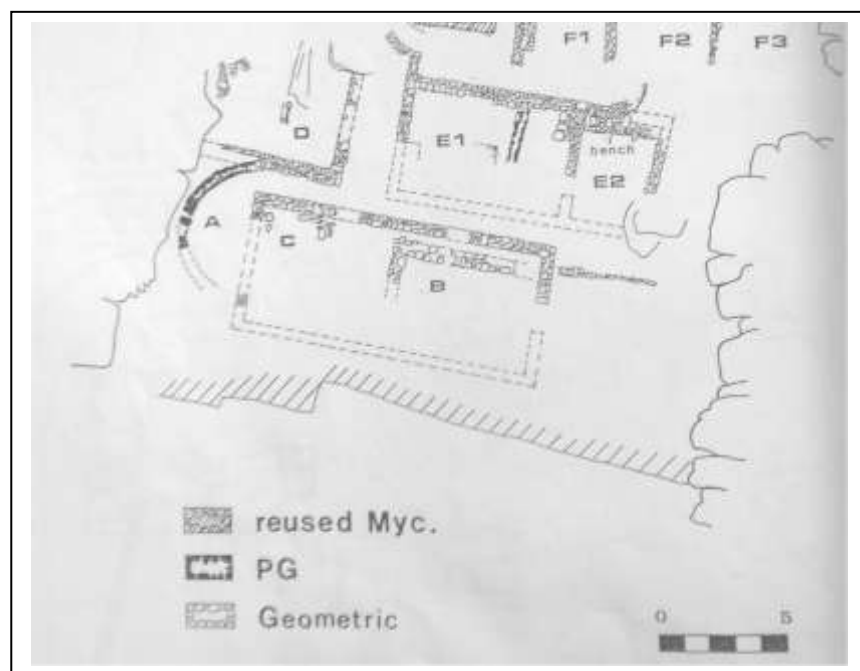 F1 F2 F3
D
E1
bench
E2
A
C
B
reused Myc.
PG
Geometric
0 5